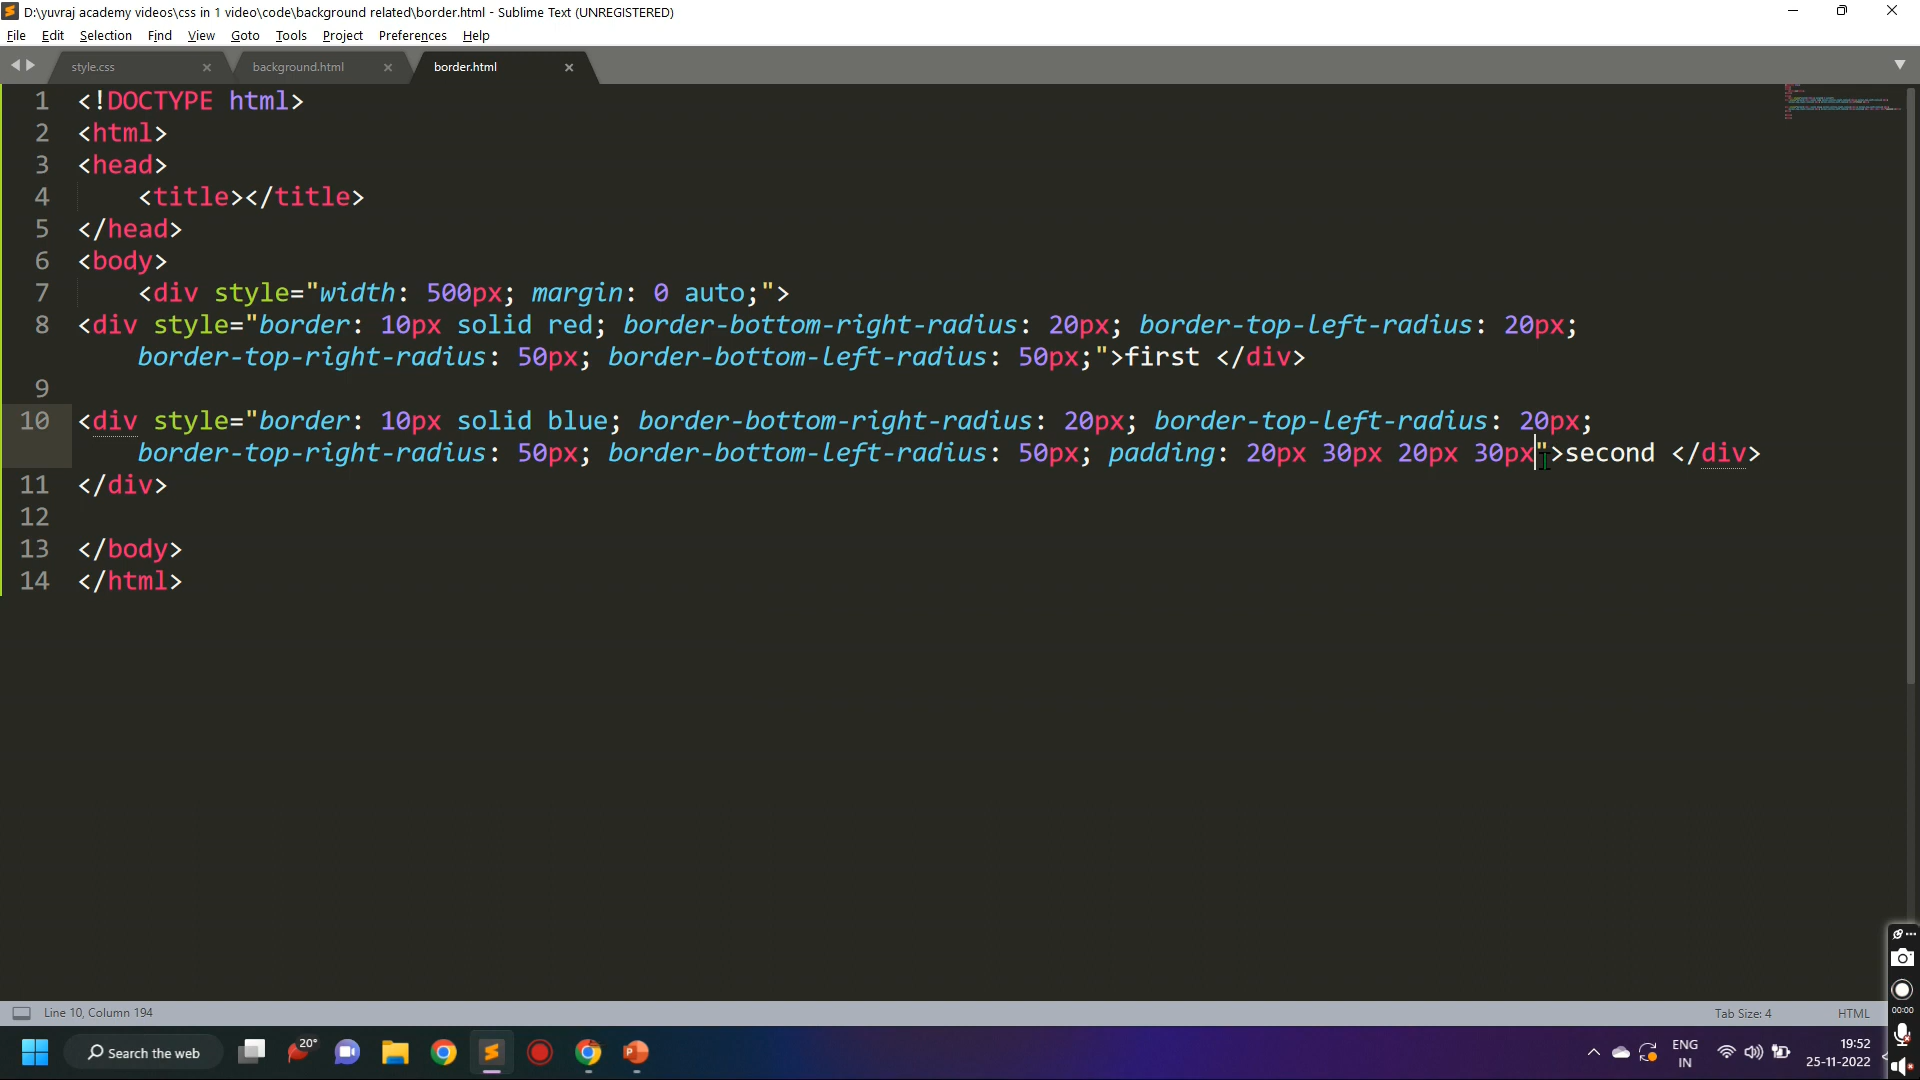 D:\yuvraj academy videos\css in 1 video\code\background related\border.html - Sublime Text (UNREGISTERED)
File Edit Selection Find View Goto Tools Project Preferences Help
style.css background.html border.html
1 <!DOCTYPE html>
2 <html>
3 <head>
4 <title></title>
5 </head>
6 <body>
7 <div style="width: 500px; margin: 0 auto;">
8 <div style="border: 10px solid red; border-bottom-right-radius: 20px; border-top-left-radius: 20px;
border-top-right-radius: 50px; border-bottom-left-radius: 50px;">first </div>
9
10 <div style="border: 10px solid blue; border-bottom-right-radius: 20px; border-top-left-radius: 20px;
border-top-right-radius: 50px; border-bottom-left-radius: 50px; padding: 20px 30px 20px 30px">second </div>
11 </div>
12
13 </body>
14 </html>
00:00
Line 10, Column 194 Tab Size: 4 HTML
Search the web 20° ENG IN 19:52 25-11-2022